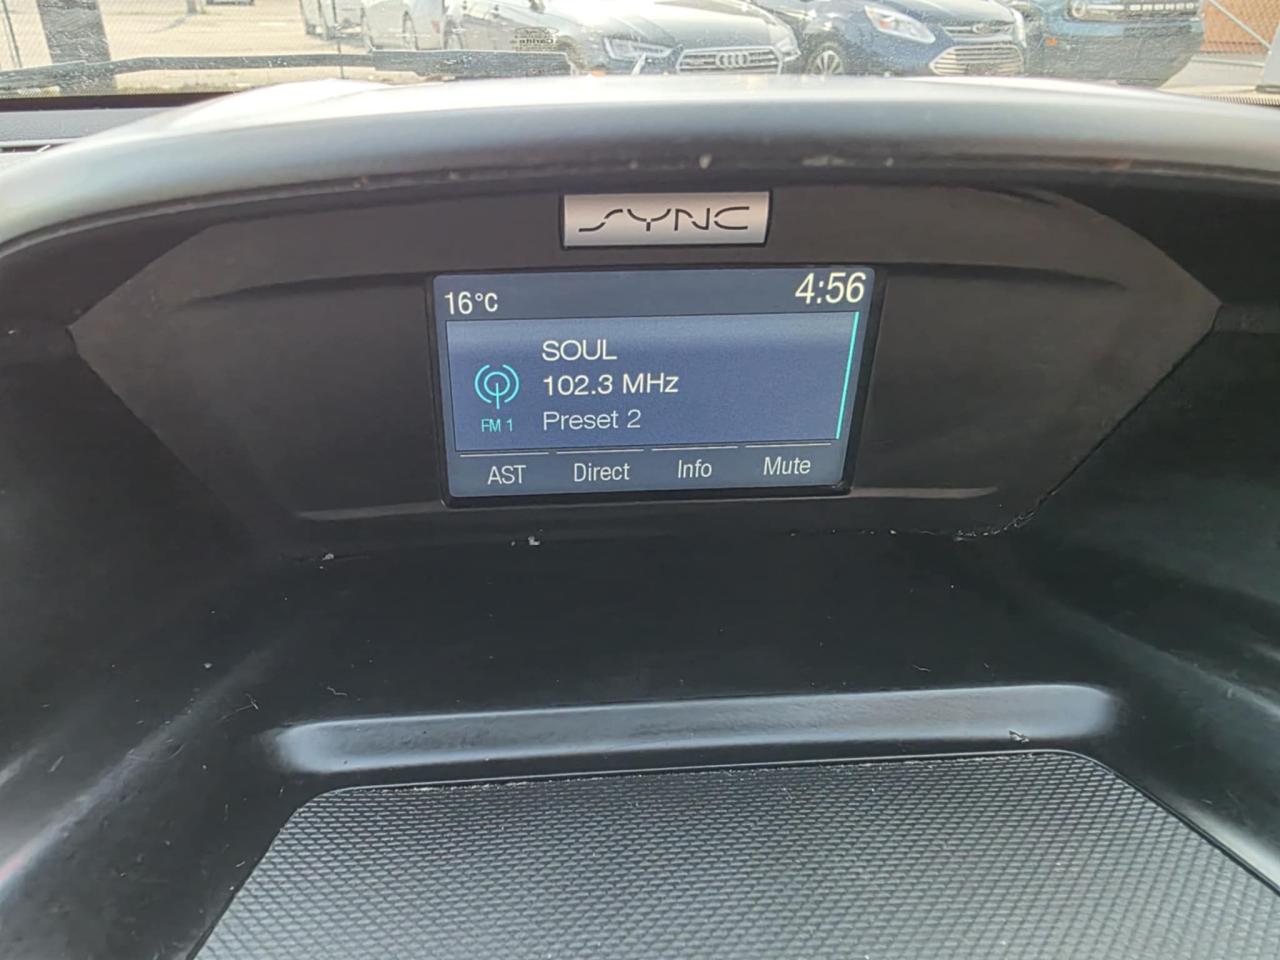 SYNC
16°C
4:56
SOUL
102.3 MHz
FM 1
Preset 2
AST
Direct
Info
Mute